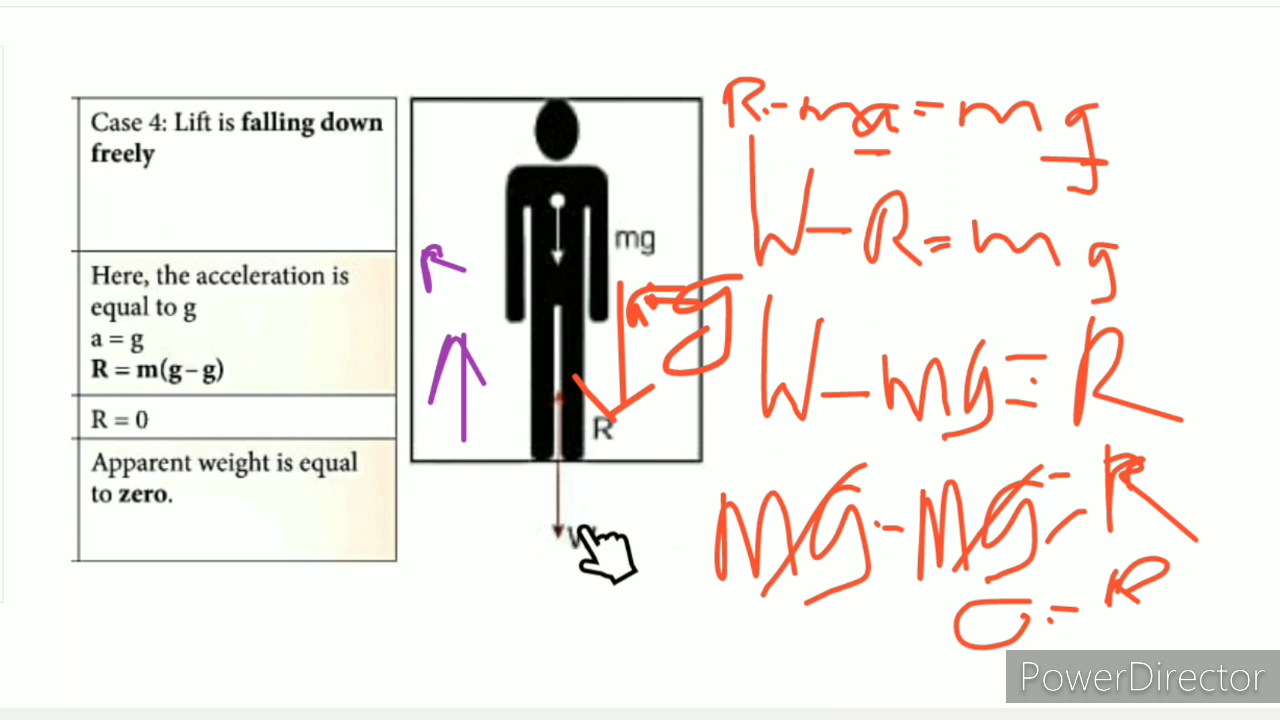 Case 4: Lift is falling down
freely
Here, the acceleration is
equal to g
a = g
R = m(g – g)
R = 0
Apparent weight is equal
to zero.
mg
R
W
R
a = g
R - ma = mg
W - R = mg
W - mg = R
mg - mg = R
0 = R
PowerDirector